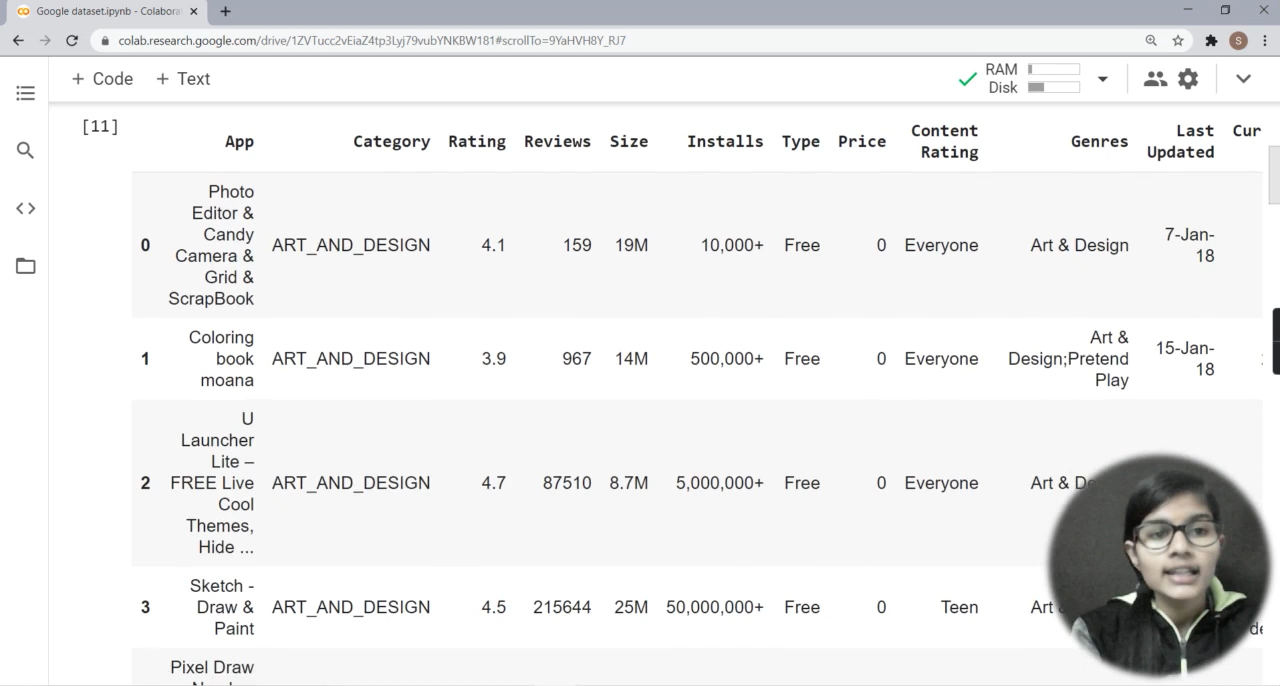 Google dataset.ipynb - Colabora
colab.research.google.com/drive/1ZVTucc2vEiaZ4tp3Lyj79vubYNKBW181#scrollTo=9YaHVH8Y_RJ7
S
+ Code + Text
RAM
Disk
[11]
App Category Rating Reviews Size Installs Type Price Content Rating Genres Last Updated Cur
0 Photo Editor & Candy Camera & Grid & ScrapBook ART_AND_DESIGN 4.1 159 19M 10,000+ Free 0 Everyone Art & Design 7-Jan-18
1 Coloring book moana ART_AND_DESIGN 3.9 967 14M 500,000+ Free 0 Everyone Art & Design;Pretend Play 15-Jan-18
2 U Launcher Lite – FREE Live Cool Themes, Hide ... ART_AND_DESIGN 4.7 87510 8.7M 5,000,000+ Free 0 Everyone Art & D
3 Sketch - Draw & Paint ART_AND_DESIGN 4.5 215644 25M 50,000,000+ Free 0 Teen Art
de
Pixel Draw